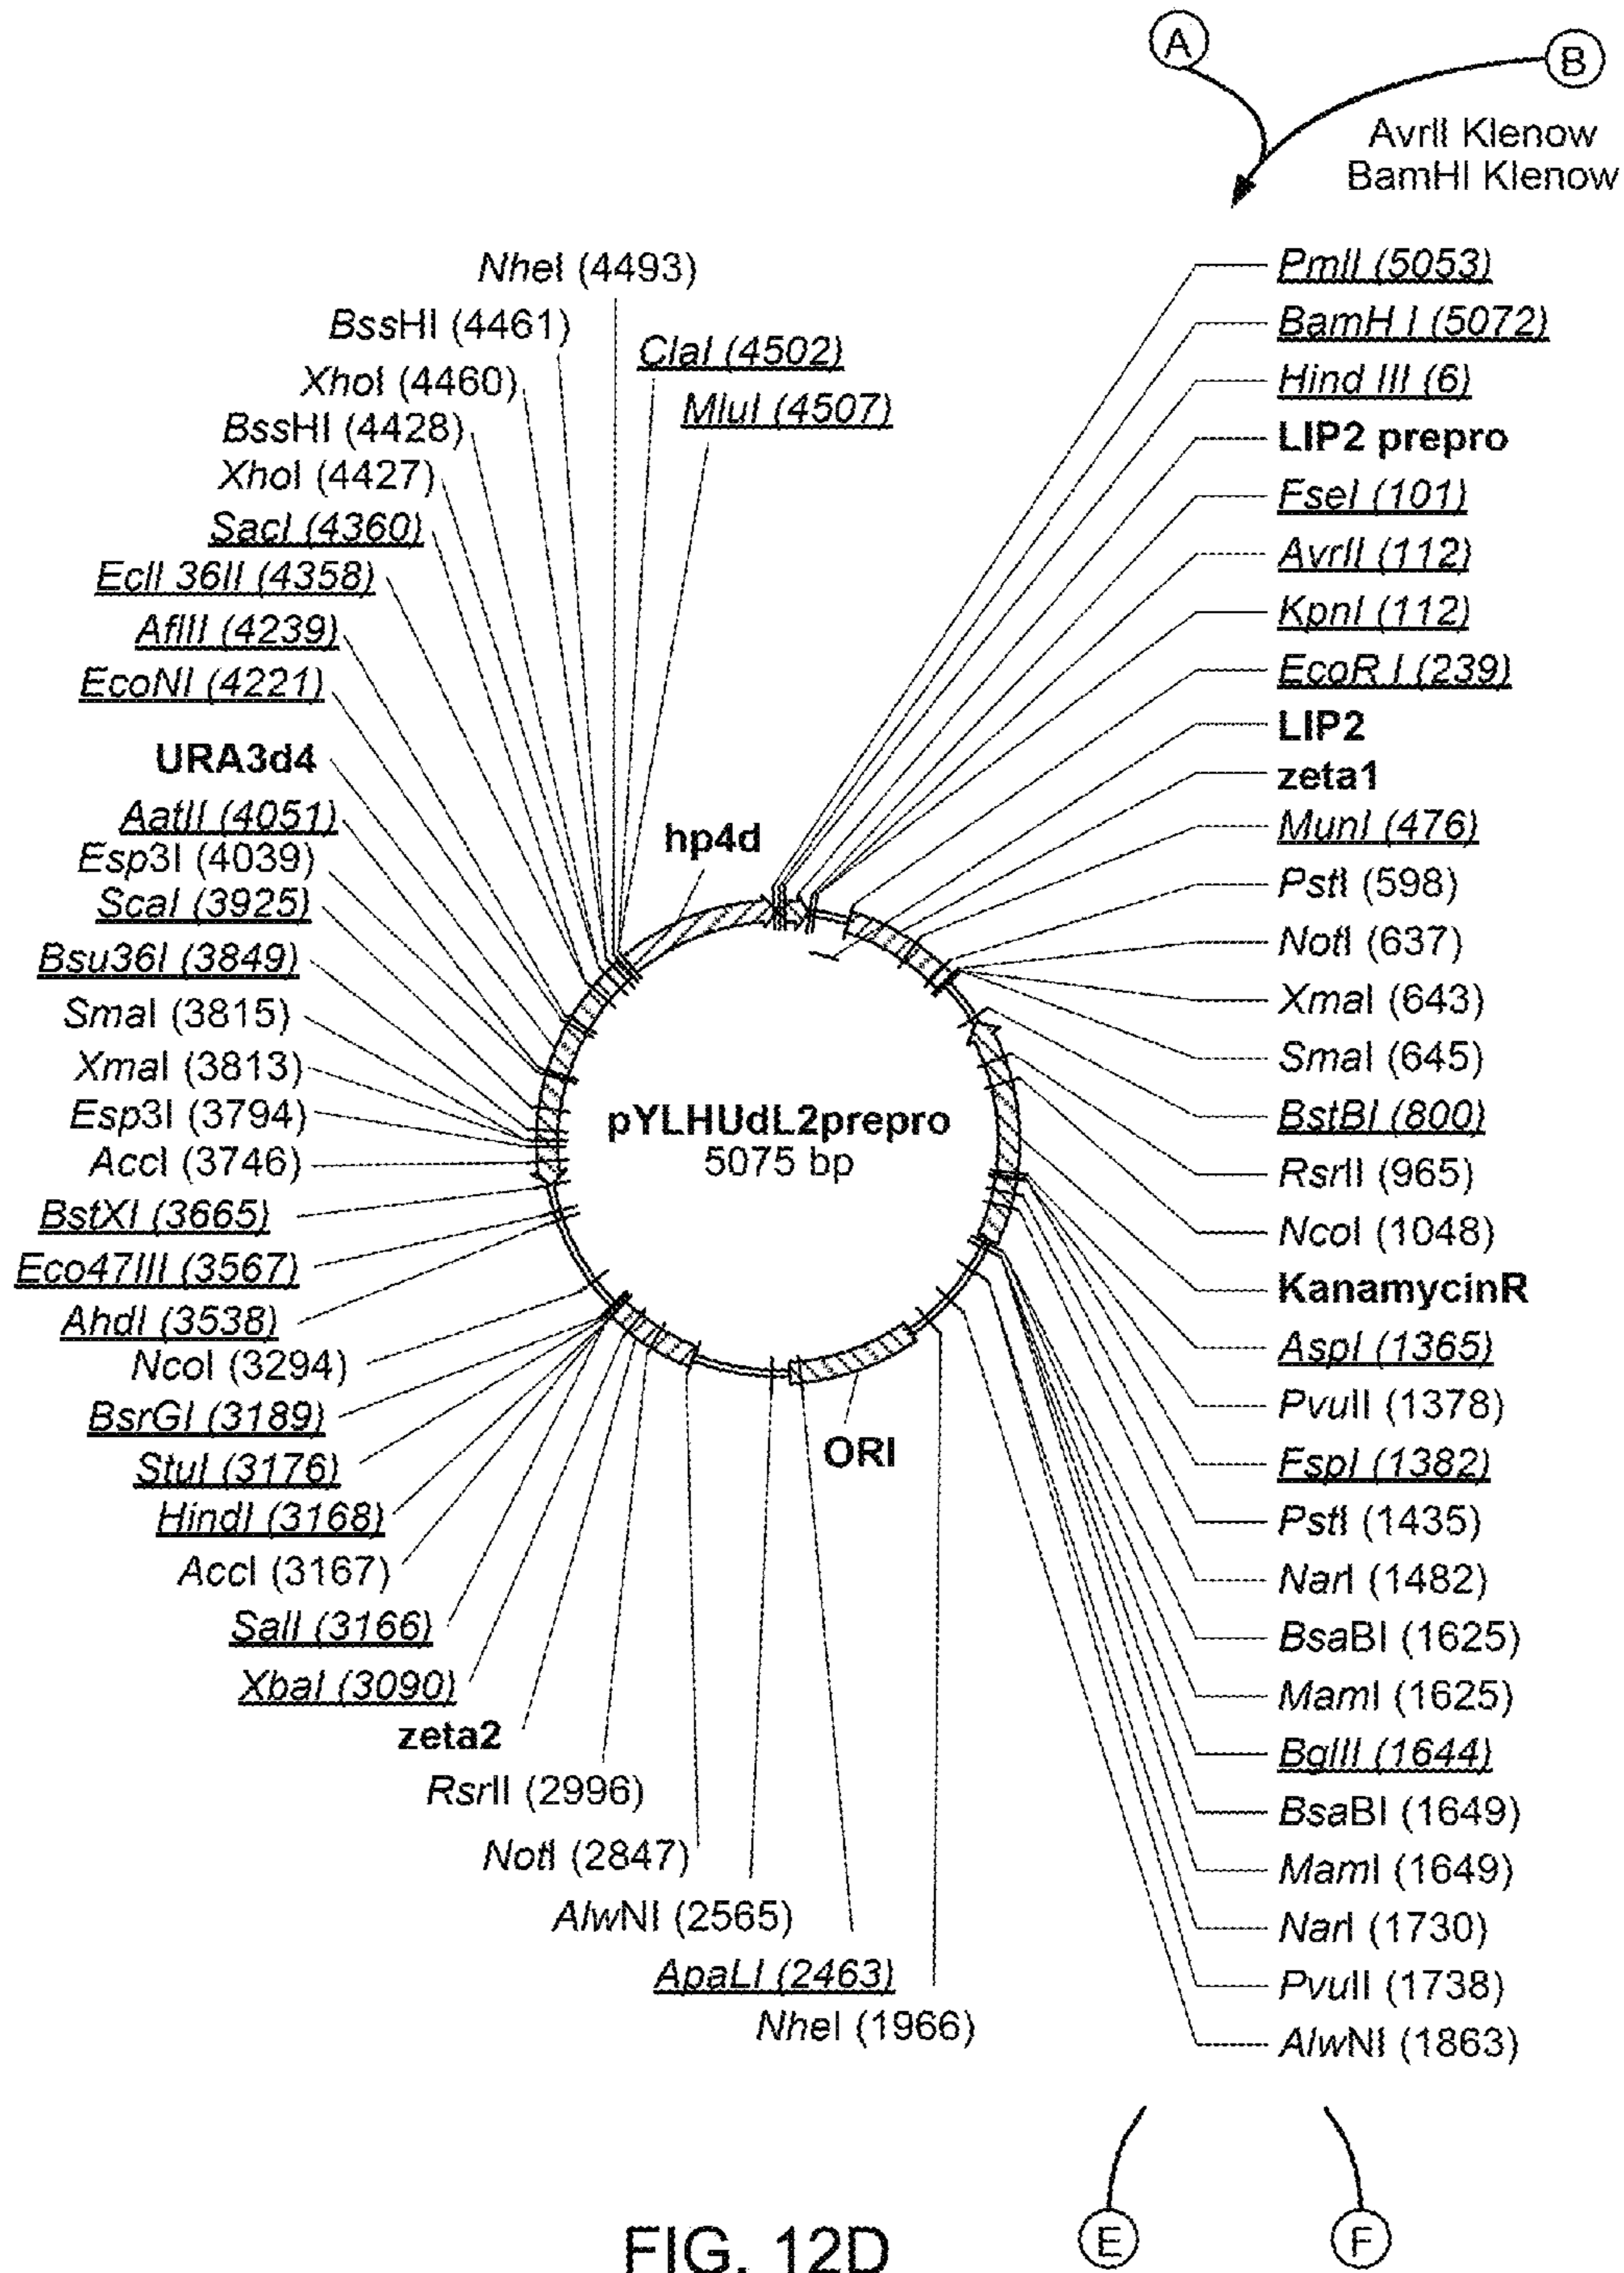 A
B
AvrII Klenow
BamHI Klenow
NheI (4493)
BssHI (4461)
XhoI (4460)
BssHI (4428)
XhoI (4427)
SacI (4360)
EclI 36II (4358)
AflII (4239)
EcoNI (4221)
URA3d4
AatII (4051)
Esp3I (4039)
ScaI (3925)
Bsu36I (3849)
SmaI (3815)
XmaI (3813)
Esp3I (3794)
AccI (3746)
BstXI (3665)
Eco47III (3567)
AhdI (3538)
NcoI (3294)
BsrGI (3189)
StuI (3176)
HindI (3168)
AccI (3167)
SalI (3166)
XbaI (3090)
zeta2
RsrII (2996)
NotI (2847)
AlwNI (2565)
ApaLI (2463)
NheI (1966)
ClaI (4502)
MluI (4507)
hp4d
pYLHUdL2prepro
5075 bp
ORI
PmlI (5053)
BamH I (5072)
Hind III (6)
LIP2 prepro
FseI (101)
AvrII (112)
KpnI (112)
EcoR I (239)
LIP2
zeta1
MunI (476)
PstI (598)
NotI (637)
XmaI (643)
SmaI (645)
BstBI (800)
RsrII (965)
NcoI (1048)
KanamycinR
AspI (1365)
PvuII (1378)
FspI (1382)
PstI (1435)
NarI (1482)
BsaBI (1625)
MamI (1625)
BglII (1644)
BsaBI (1649)
MamI (1649)
NarI (1730)
PvuII (1738)
AlwNI (1863)
E
F
FIG. 12D